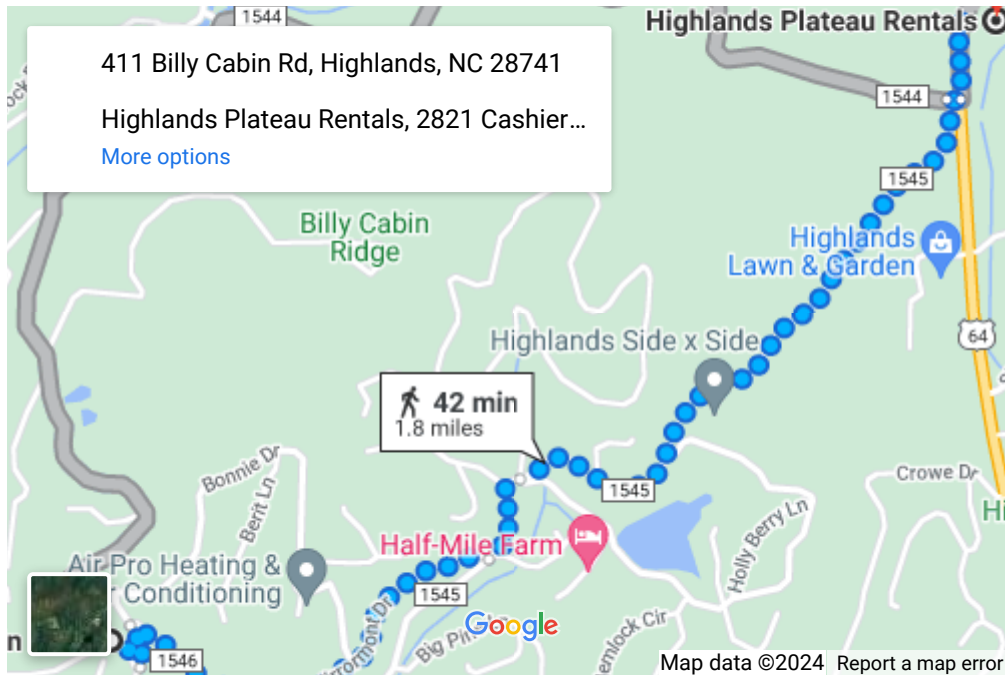 1544
Highlands Plateau Rentals
411 Billy Cabin Rd, Highlands, NC 28741
Highlands Plateau Rentals, 2821 Cashier...
More options
1544
1545
Billy Cabin
Ridge
Highlands
Lawn & Garden
64
Highlands Side x Side
42 min
1.8 miles
Bonnie Dr
Berit Ln
1545
Crowe Dr
Holly Berry Ln
Half-Mile Farm
Air Pro Heating &
Conditioning
1545
Google
1546
Map data ©2024
Report a map error